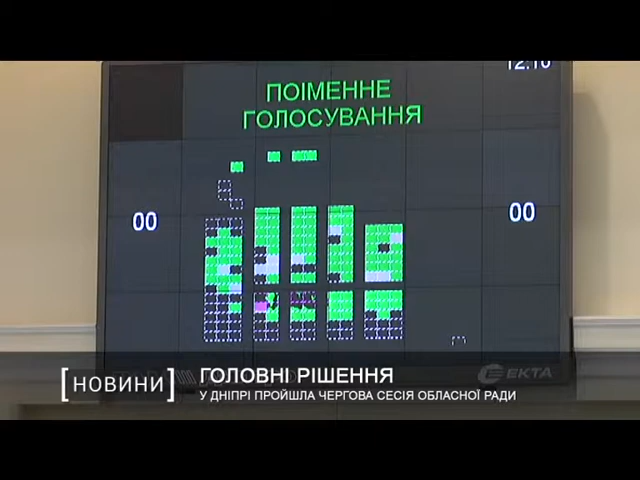 12:10
ПОІМЕННЕ
ГОЛОСУВАННЯ
00
00
ГОЛОВНІ РІШЕННЯ
[НОВИНИ]
У ДНІПРІ ПРОЙШЛА ЧЕРГОВА СЕСІЯ ОБЛАСНОЇ РАДИ
ЕКТА